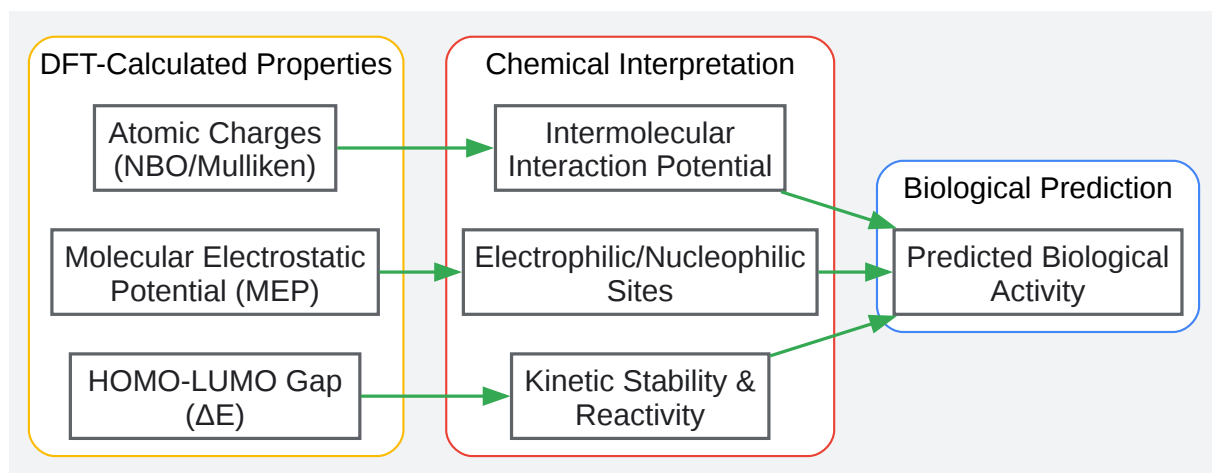 DFT-Calculated Properties
Atomic Charges
(NBO/Mulliken)
Molecular Electrostatic
Potential (MEP)
HOMO-LUMO Gap
(ΔE)
Chemical Interpretation
Intermolecular
Interaction Potential
Electrophilic/Nucleophilic
Sites
Kinetic Stability &
Reactivity
Biological Prediction
Predicted Biological
Activity